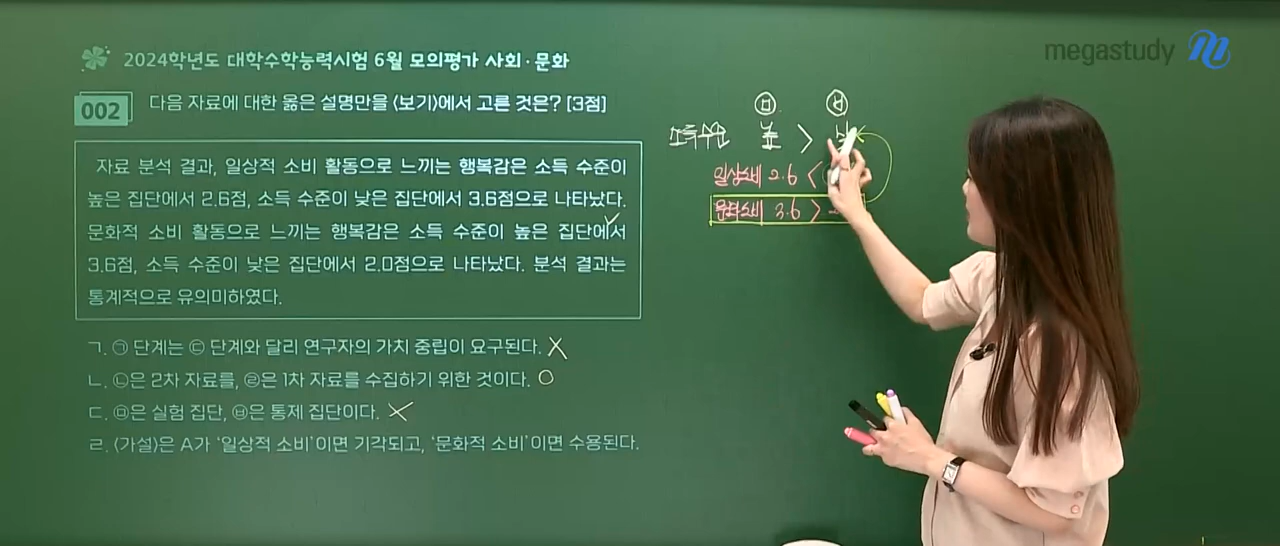 megastudy
2024학년도 대학수학능력시험 6월 모의평가 사회·문화
002 다음 자료에 대한 옳은 설명만을 〈보기〉에서 고른 것은? [3점]
자료 분석 결과, 일상적 소비 활동으로 느끼는 행복감은 소득 수준이
높은 집단에서 2.6점, 소득 수준이 낮은 집단에서 3.6점으로 나타났다.
문화적 소비 활동으로 느끼는 행복감은 소득 수준이 높은 집단에서
3.6점, 소득 수준이 낮은 집단에서 2.0점으로 나타났다. 분석 결과는
통계적으로 유의미하였다.
ㄱ. ㉠ 단계는 ㉢ 단계와 달리 연구자의 가치 중립이 요구된다. X
ㄴ. ㉡은 2차 자료를, ㉣은 1차 자료를 수집하기 위한 것이다. O
ㄷ. ㉤은 실험 집단, ㉥은 통제 집단이다. X
ㄹ. 〈가설〉은 A가 '일상적 소비'이면 기각되고, '문화적 소비'이면 수용된다.
㉤ ㉥
소득수준 높 >
일상소비 2.6 <
문화소비 3.6 >